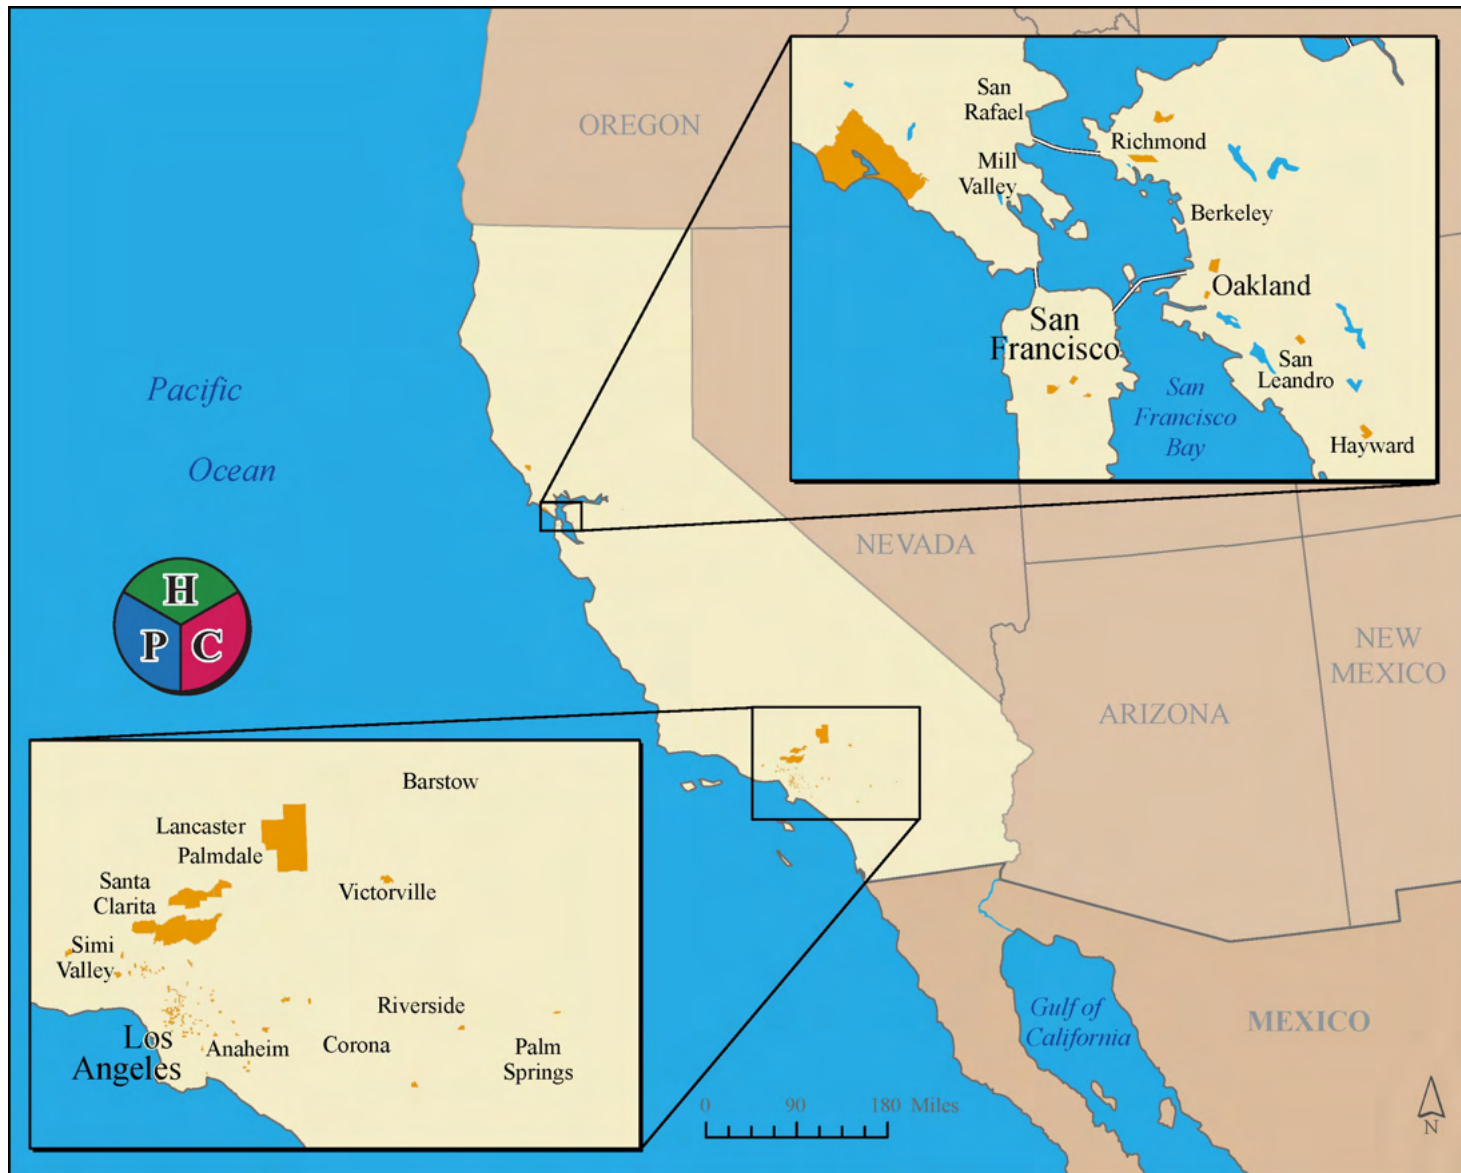 OREGON
San
Rafael
Richmond
Mill
Valley
Berkeley
Oakland
San
Francisco
San
Leandro
San
Francisco
Bay
Hayward
Pacific
Ocean
NEVADA
H
P C
NEW
MEXICO
ARIZONA
Barstow
Lancaster
Palmdale
Santa
Clarita
Victorville
Simi
Valley
Riverside
Los
Angeles
Anaheim
Corona
Palm
Springs
Gulf of
California
MEXICO
0 90 180 Miles
N